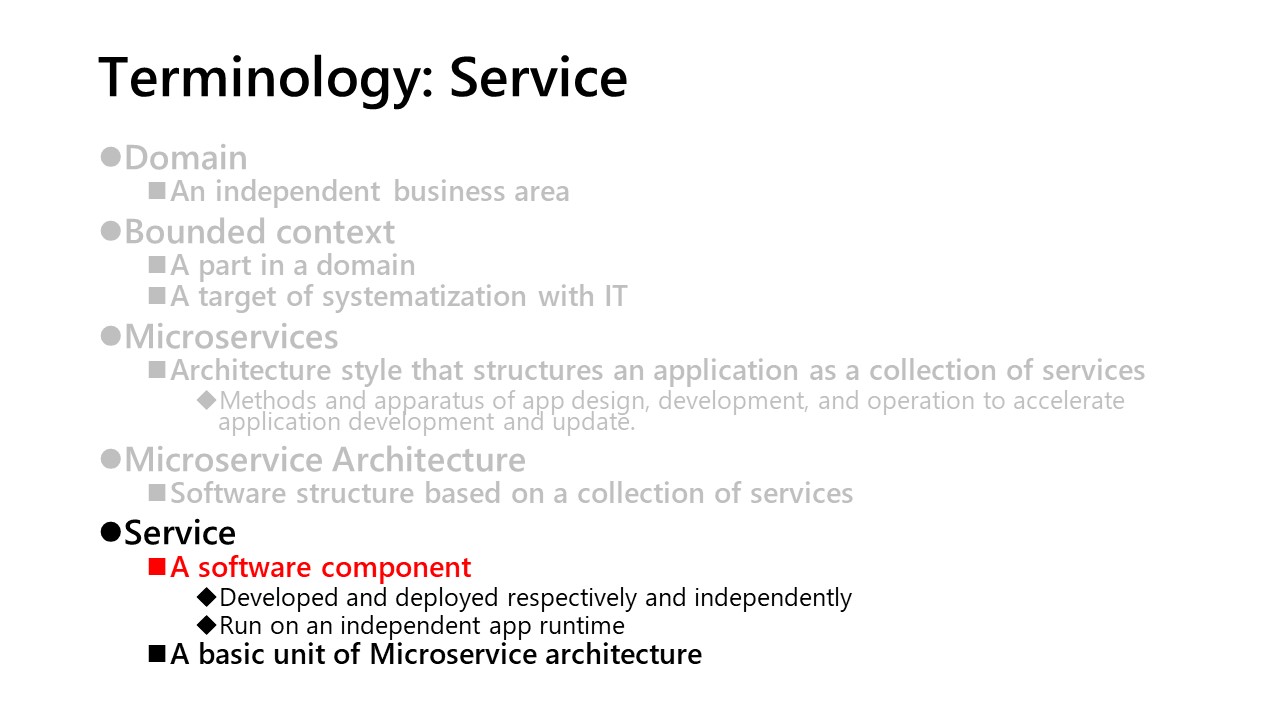 Terminology: Service
●Domain
■An independent business area
●Bounded context
■A part in a domain
■A target of systematization with IT
●Microservices
■Architecture style that structures an application as a collection of services
◆Methods and apparatus of app design, development, and operation to accelerate
application development and update.
●Microservice Architecture
■Software structure based on a collection of services
●Service
■A software component
◆Developed and deployed respectively and independently
◆Run on an independent app runtime
■A basic unit of Microservice architecture